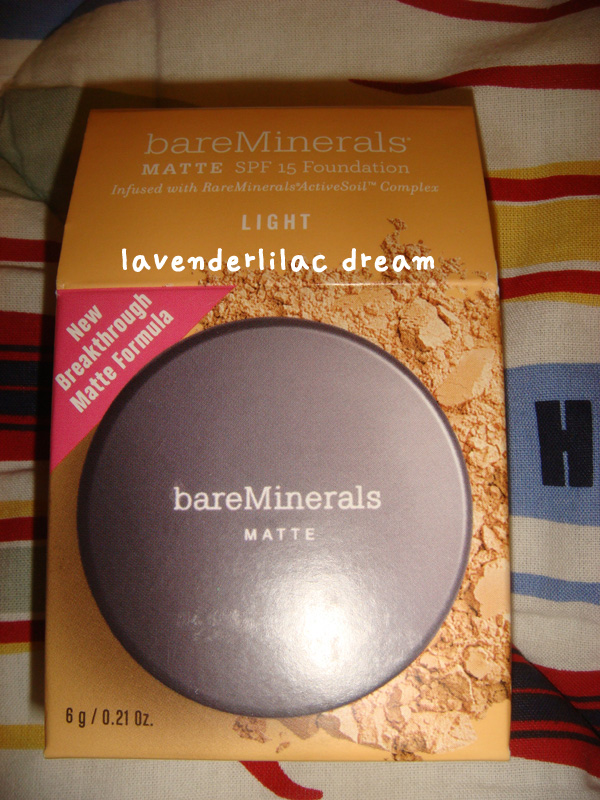 bareMinerals
MATTE SPF 15 Foundation
Infused with RareMinerals® ActiveSoil™ Complex
LIGHT
lavenderlilac dream
New
Breakthrough
Matte Formula
bareMinerals
MATTE
6 g / 0.21 Oz.
H